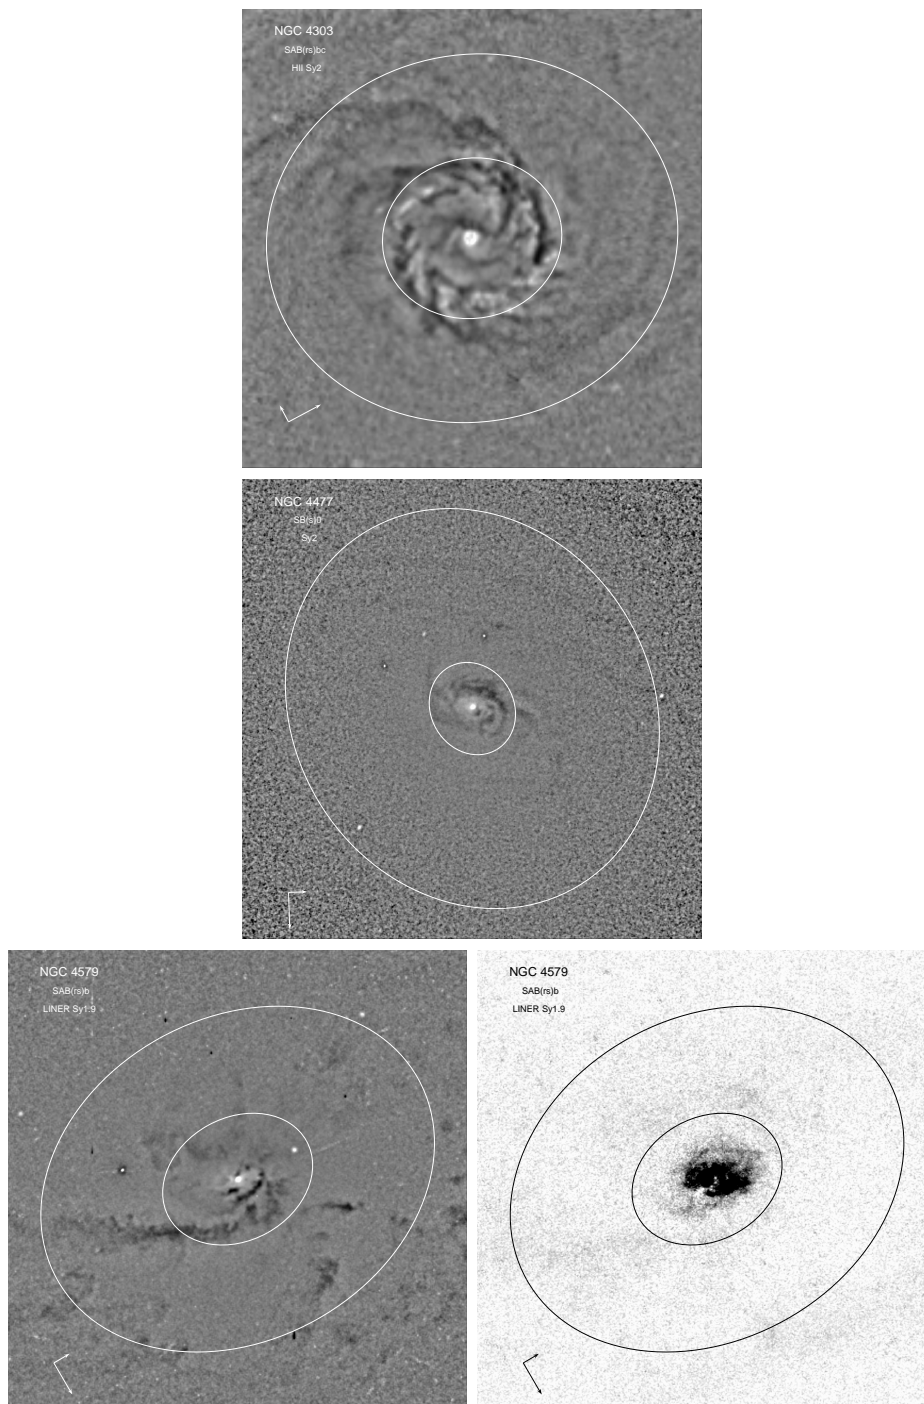 NGC 4303
SAB(rs)bc
HII Sy2
NGC 4477
SB(s)0
Sy2
NGC 4579
SAB(rs)b
LINER Sy1.9
NGC 4579
SAB(rs)b
LINER Sy1.9